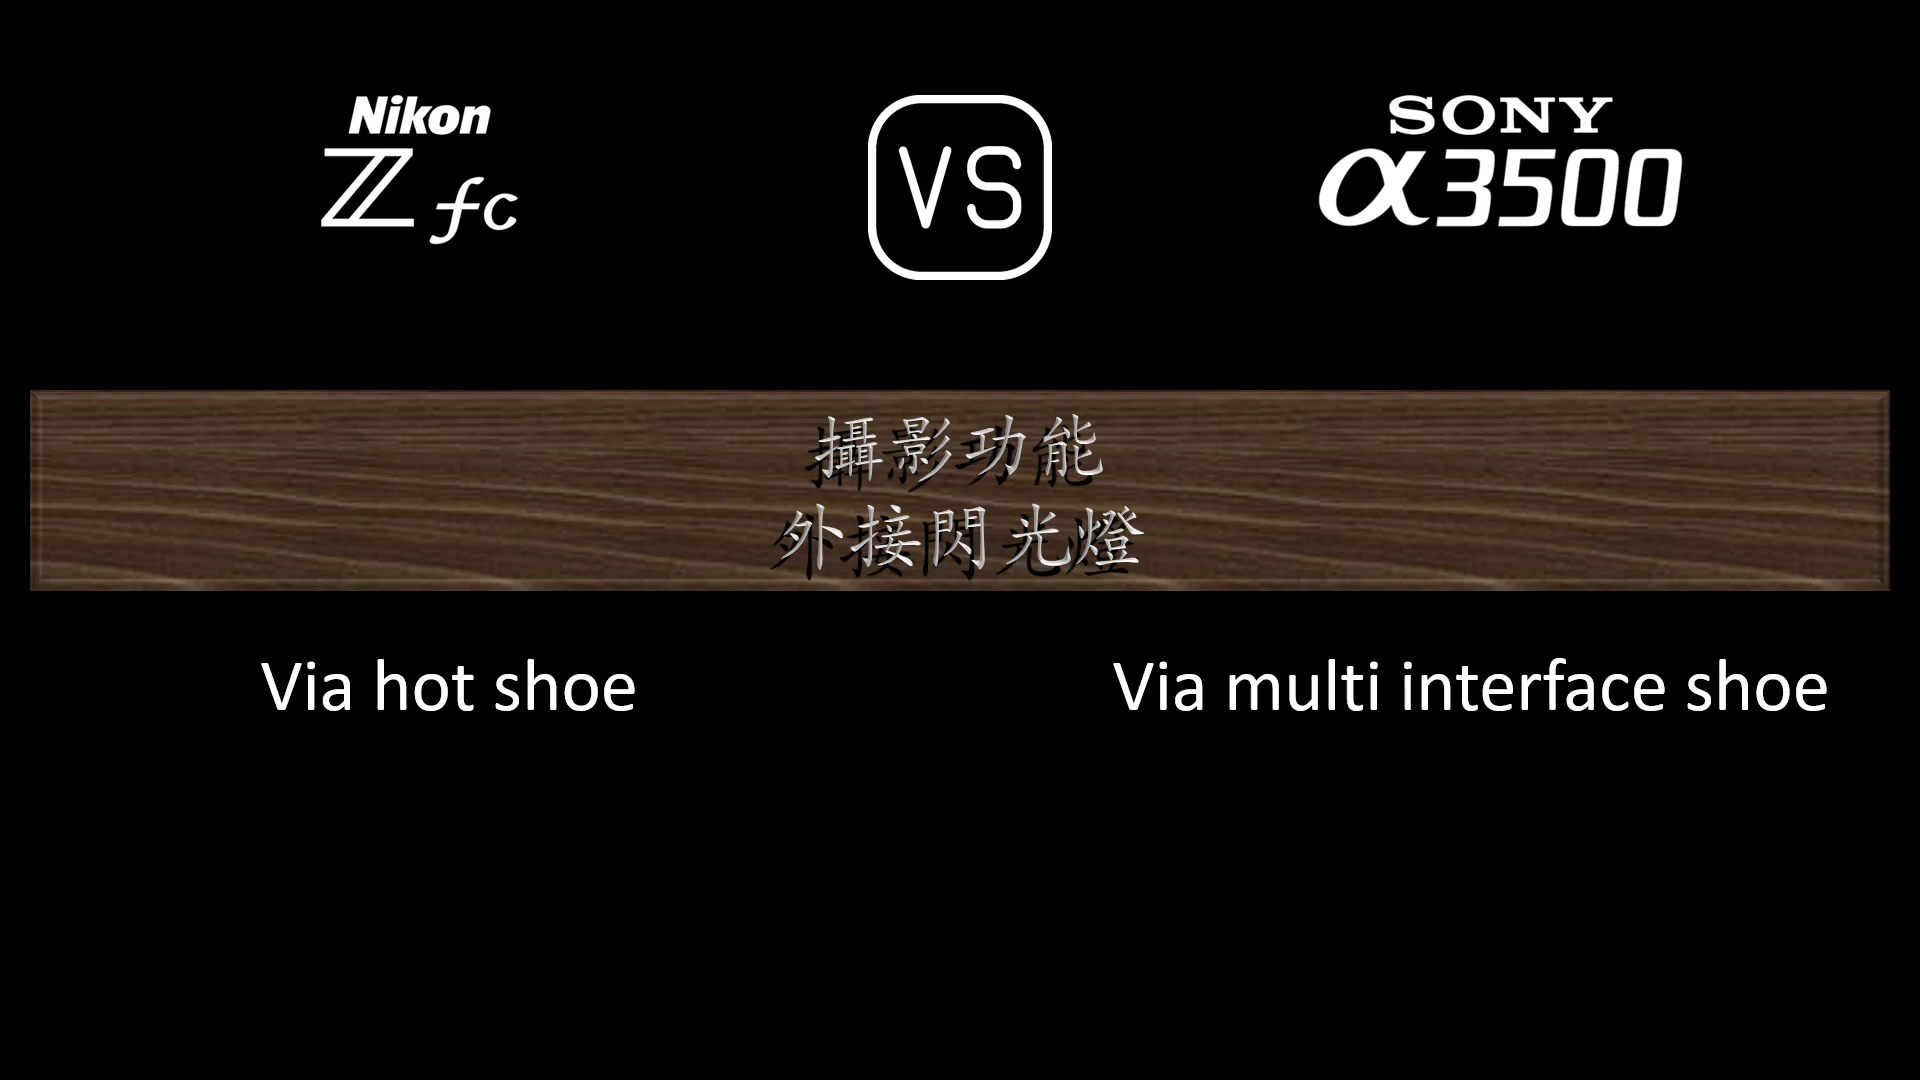 Nikon
Z fc
VS
SONY
α3500
攝影功能
外接閃光燈
Via hot shoe
Via multi interface shoe